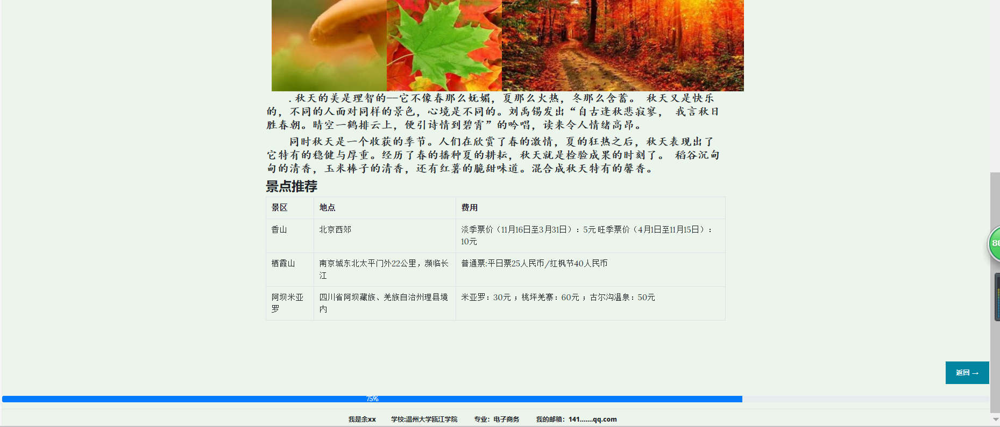 . 秋天的美是理智的——它不像春那么妩媚，夏那么火热，冬那么含蓄。 秋天又是快乐
的，不同的人面对同样的景色，心境是不同的。刘禹锡发出“自古逢秋悲寂寥， 我言秋日
胜春朝。晴空一鹤排云上，便引诗情到碧霄”的吟唱，读来令人情绪高昂。
同时秋天是一个收获的季节。人们在欣赏了春的激情，夏的狂热之后，秋天表现出了
它特有的稳健与厚重。经历了春的播种夏的耕耘，秋天就是检验成果的时刻了。 稻谷沉甸
甸的清香，玉米棒子的清香，还有红薯的脆甜味道。混合成秋天特有的馨香。
景点推荐
景区 地点 费用
香山 北京西郊 淡季票价（11月16日至3月31日）：5元 旺季票价（4月1日至11月15日）：
10元
栖霞山 南京城东北太平门外22公里，濒临长 普通票:平日票25人民币/红枫节40人民币
江
阿坝米亚 四川省阿坝藏族、羌族自治州理县境 米亚罗：30元 ；桃坪羌寨：60元 ；古尔沟温泉：50元
罗 内
返回 →
75%
我是余xx 学校:温州大学瓯江学院 专业：电子商务 我的邮箱：141.......qq.com